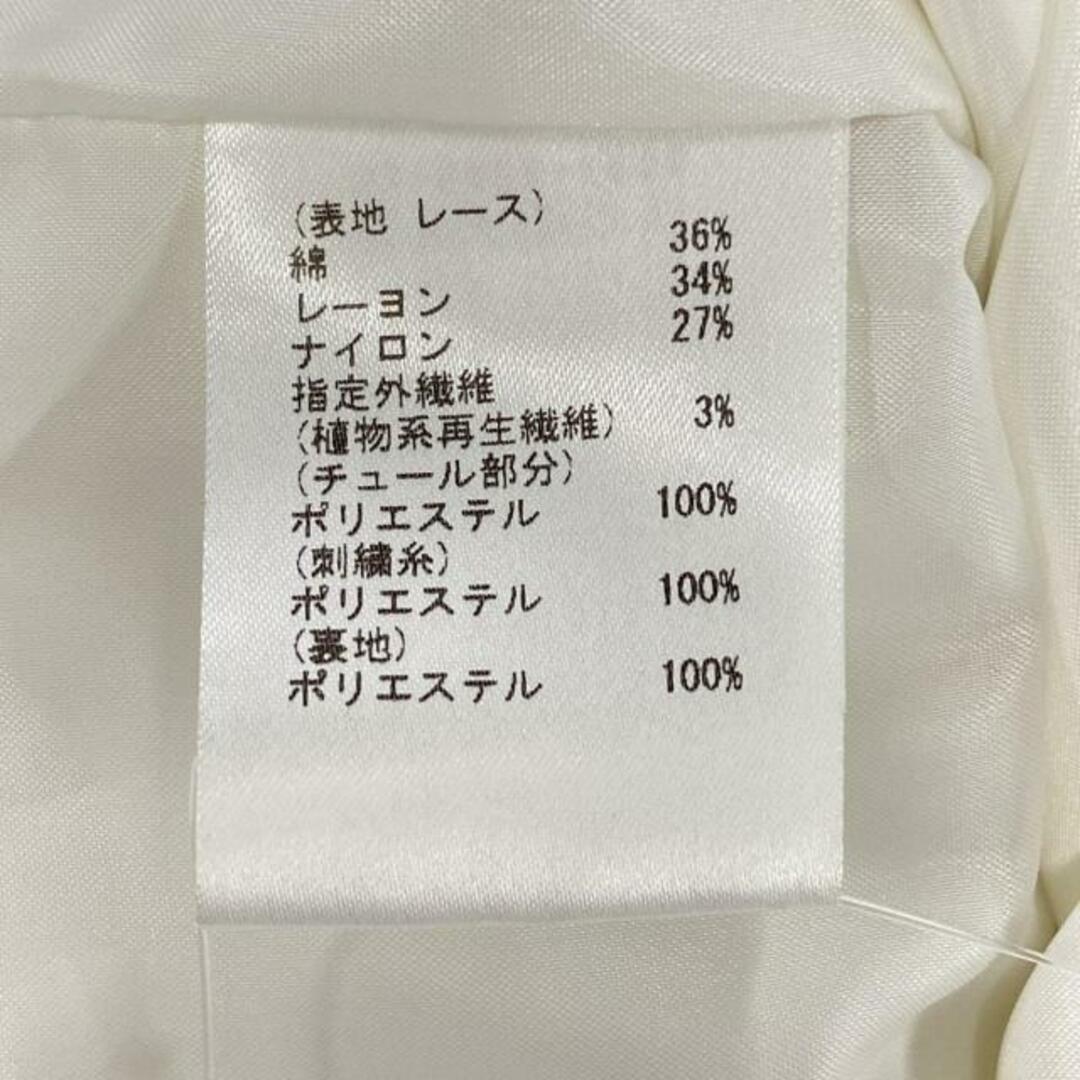 (表地 レース)
綿 36%
レーヨン 34%
ナイロン 27%
指定外繊維
(植物系再生繊維) 3%
(チュール部分)
ポリエステル 100%
(刺繍糸)
ポリエステル 100%
(裏地)
ポリエステル 100%